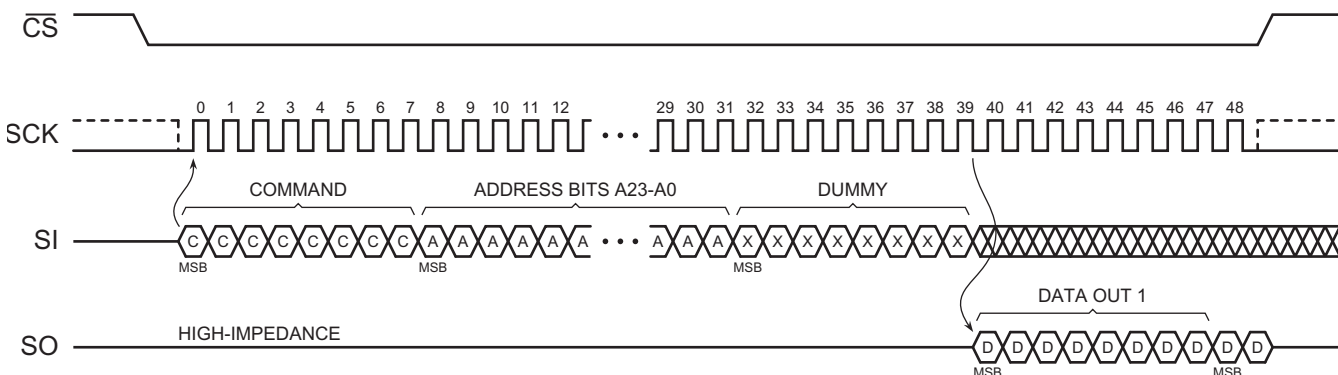 CS
0 1 2 3 4 5 6 7 8 9 10 11 12 29 30 31 32 33 34 35 36 37 38 39 40 41 42 43 44 45 46 47 48
SCK
COMMAND ADDRESS BITS A23-A0 DUMMY
SI C C C C C C C C A A A A A A A A A X X X X X X X X
MSB MSB MSB
DATA OUT 1
HIGH-IMPEDANCE
SO D D D D D D D D D D
MSB MSB